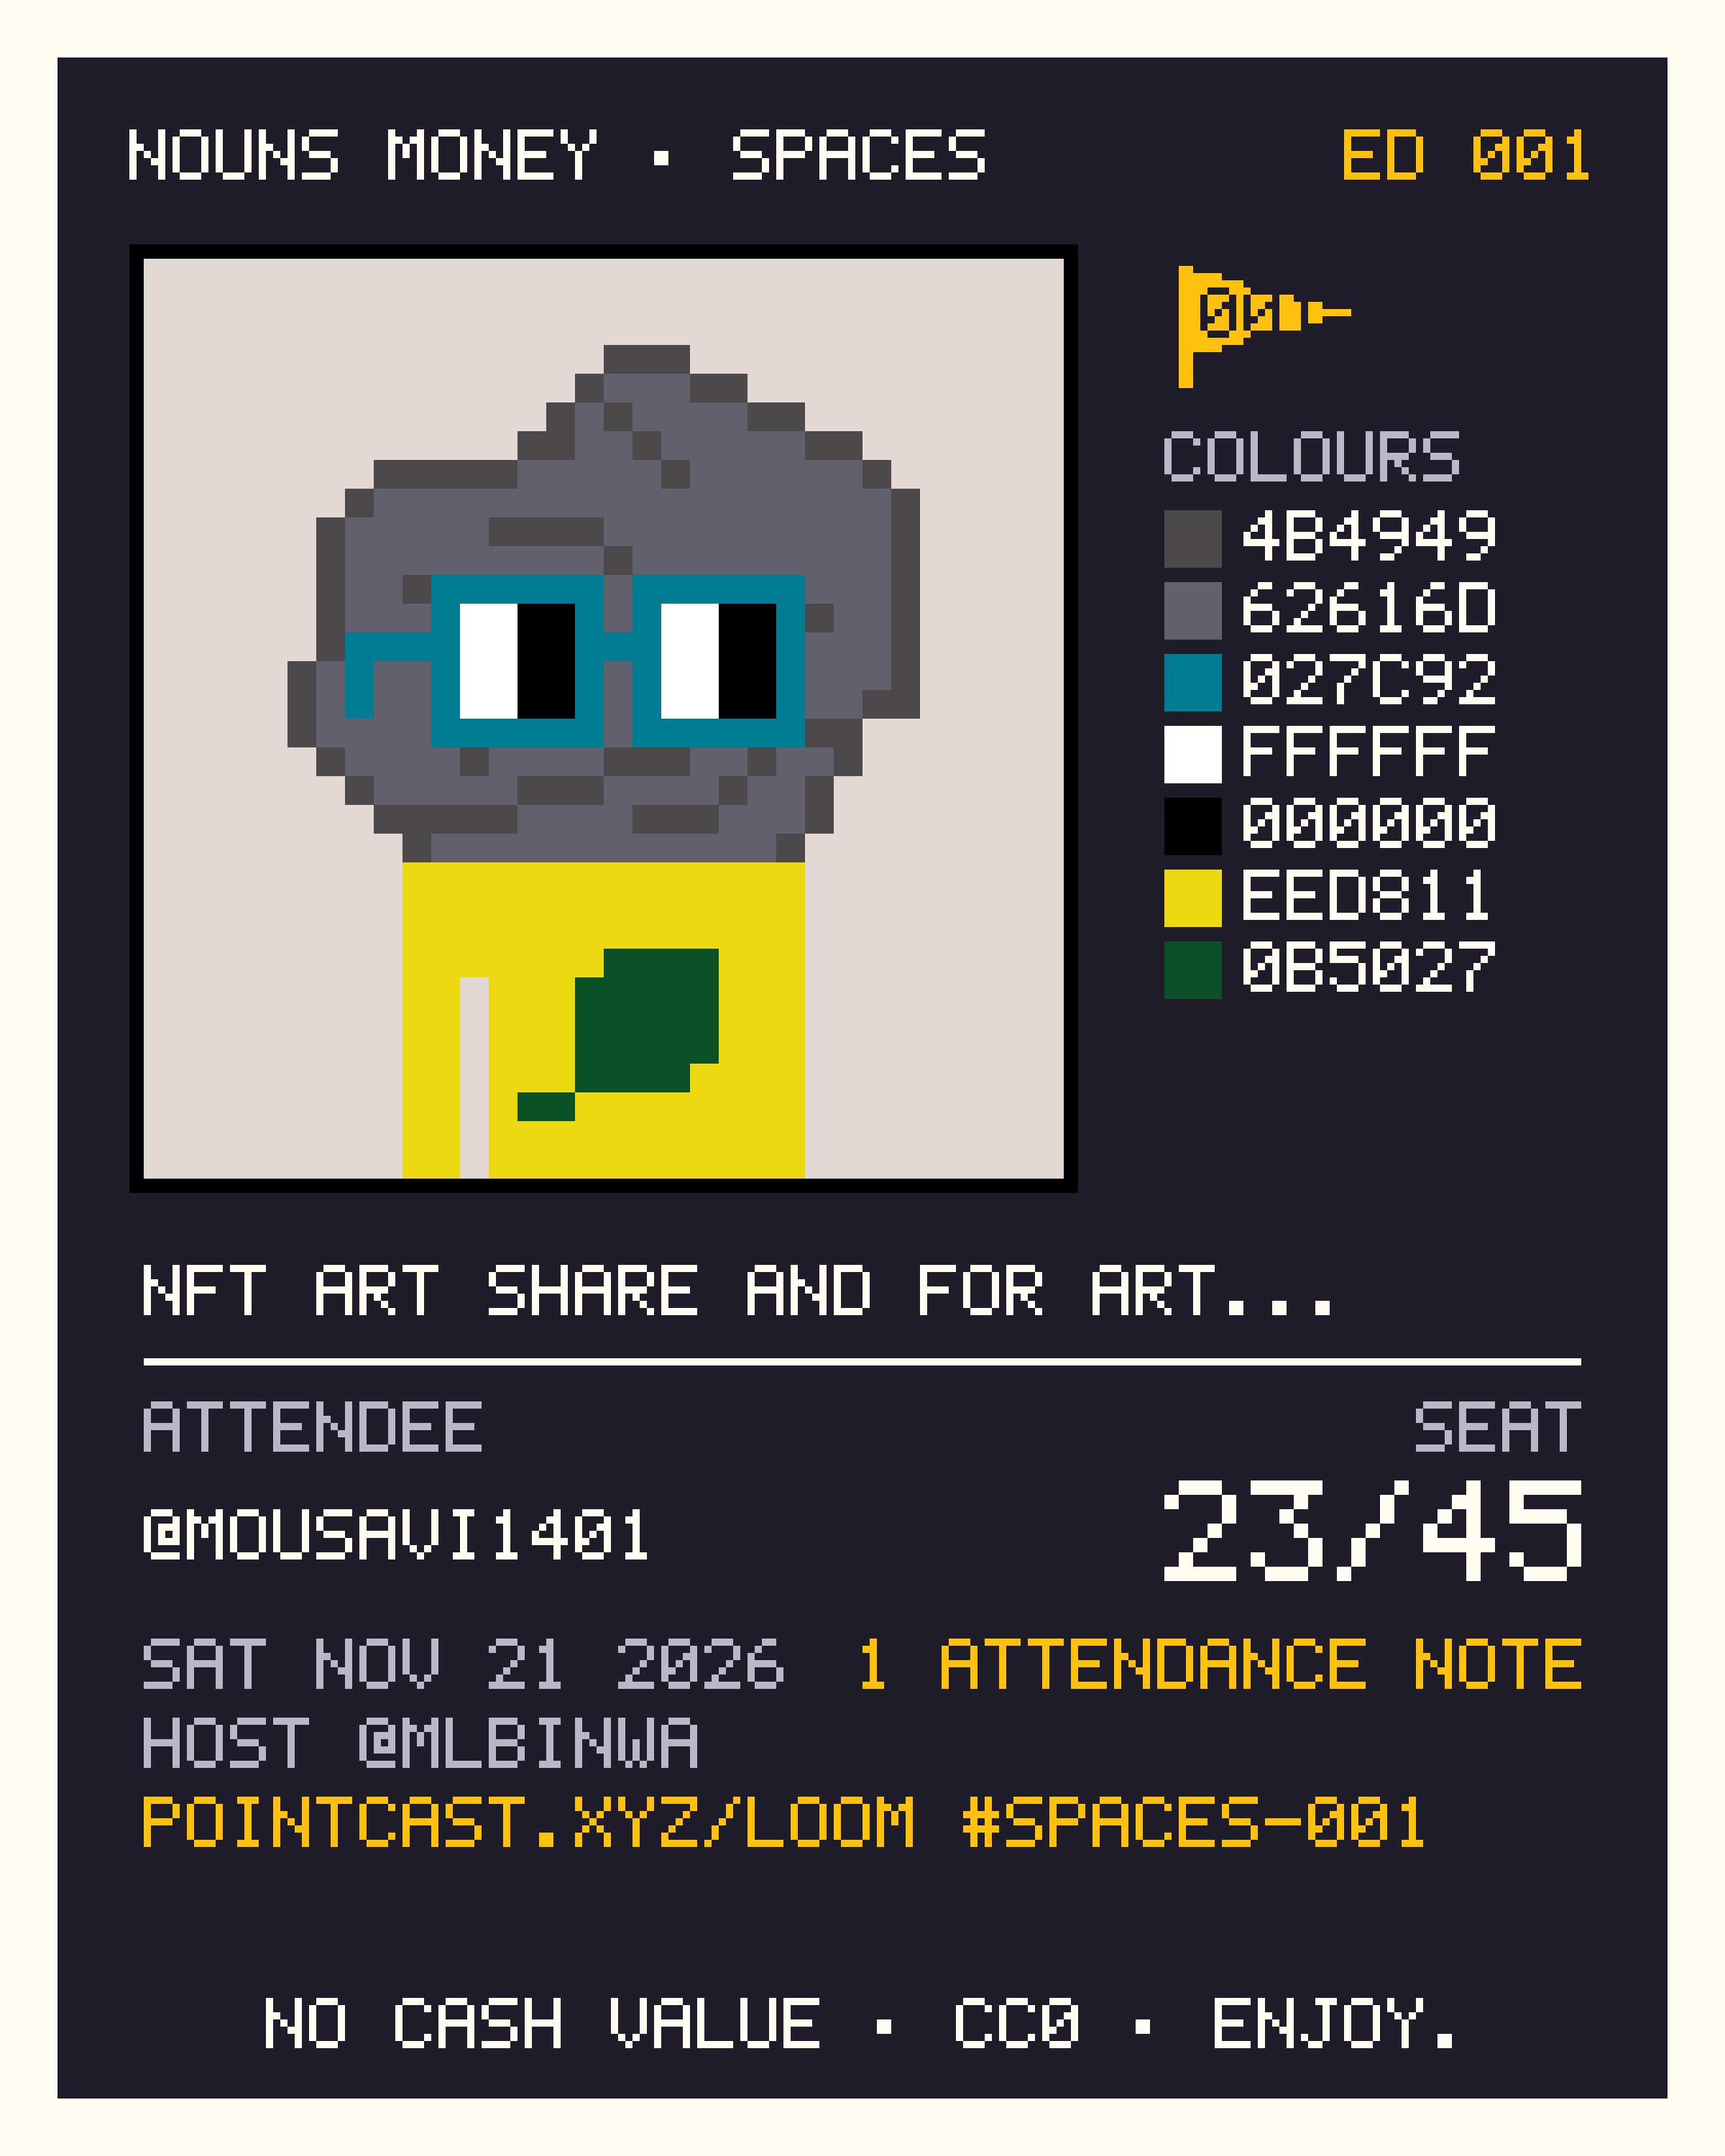 NOUNS MONEY · SPACES
ED 001
COLOURS
4B4949
62616D
027C92
FFFFFF
000000
EED811
0B5027
NFT ART SHARE AND FOR ART...
ATTENDEE
SEAT
@MOUSAVI1401
23/45
SAT NOV 21 2026
1 ATTENDANCE NOTE
HOST @MLBINWA
POINTCAST.XYZ/LOOM #SPACES-001
NO CASH VALUE · CC0 · ENJOY.